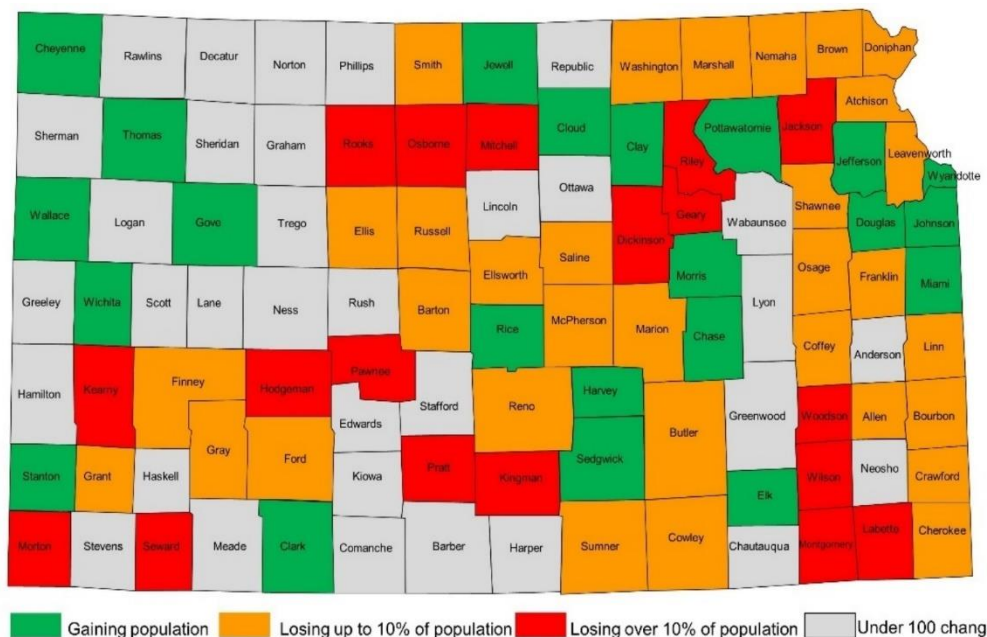 Cheyenne
Rawlins
Decatur
Norton
Phillips
Smith
Jewell
Republic
Washington
Marshall
Nemaha
Brown
Doniphan
Sherman
Thomas
Sheridan
Graham
Rooks
Osborne
Mitchell
Cloud
Clay
Riley
Pottawatomie
Jackson
Atchison
Jefferson
Leavenworth
Wyandotte
Wallace
Logan
Gove
Trego
Ellis
Russell
Lincoln
Ottawa
Saline
Ellsworth
Dickinson
Geary
Wabaunsee
Shawnee
Douglas
Johnson
Morris
Osage
Franklin
Miami
Greeley
Wichita
Scott
Lane
Ness
Rush
Barton
Rice
McPherson
Marion
Chase
Lyon
Coffey
Anderson
Linn
Hamilton
Kearny
Finney
Hodgeman
Pawnee
Stafford
Edwards
Reno
Harvey
Butler
Greenwood
Woodson
Allen
Bourbon
Stanton
Grant
Haskell
Gray
Ford
Kiowa
Pratt
Kingman
Sedgwick
Elk
Wilson
Neosho
Crawford
Morton
Stevens
Seward
Meade
Clark
Comanche
Barber
Harper
Sumner
Cowley
Chautauqua
Montgomery
Labette
Cherokee
Gaining population
Losing up to 10% of population
Losing over 10% of population
Under 100 chang